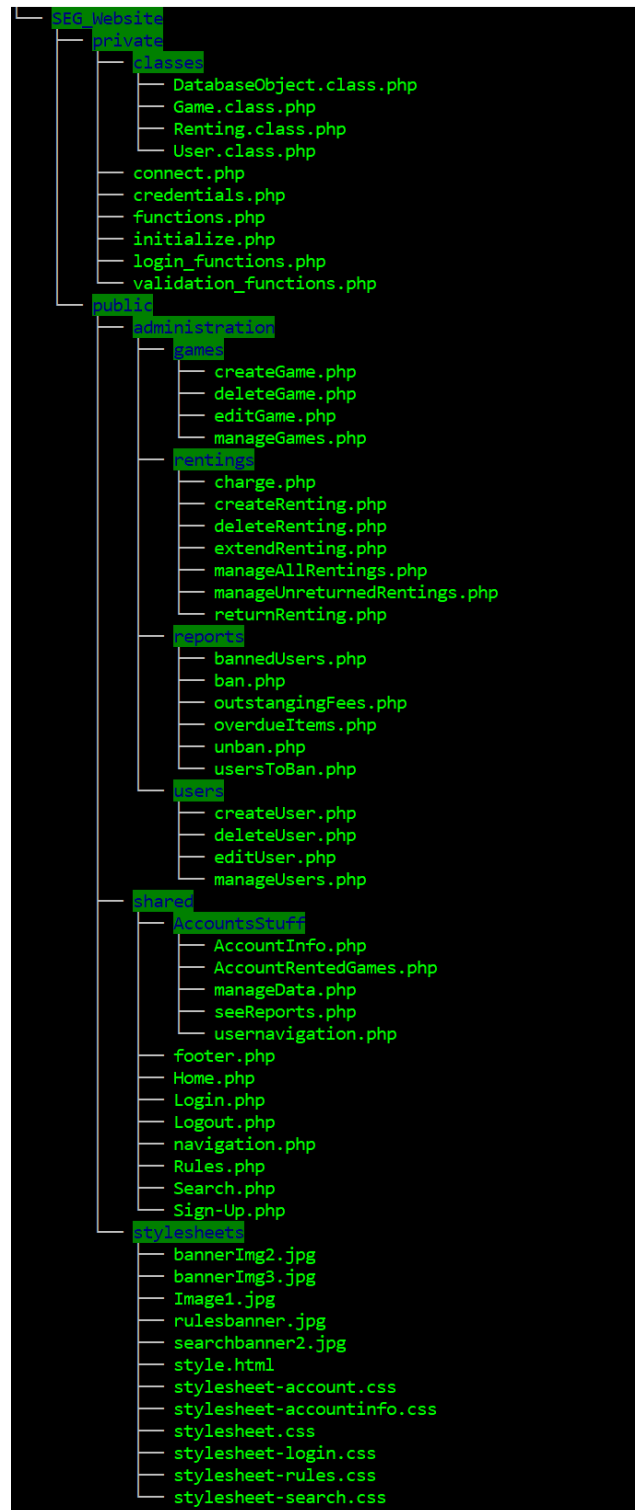 SEG_Website
private
classes
DatabaseObject.class.php
Game.class.php
Renting.class.php
User.class.php
connect.php
credentials.php
functions.php
initialize.php
login_functions.php
validation_functions.php
public
administration
games
createGame.php
deleteGame.php
editGame.php
manageGames.php
rentings
charge.php
createRenting.php
deleteRenting.php
extendRenting.php
manageAllRentings.php
manageUnreturnedRentings.php
returnRenting.php
reports
bannedUsers.php
ban.php
outstangingFees.php
overdueItems.php
unban.php
usersToBan.php
users
createUser.php
deleteUser.php
editUser.php
manageUsers.php
shared
AccountsStuff
AccountInfo.php
AccountRentedGames.php
manageData.php
seeReports.php
usernavigation.php
footer.php
Home.php
Login.php
Logout.php
navigation.php
Rules.php
Search.php
Sign-Up.php
stylesheets
bannerImg2.jpg
bannerImg3.jpg
Image1.jpg
rulesbanner.jpg
searchbanner2.jpg
style.html
stylesheet-account.css
stylesheet-accountinfo.css
stylesheet.css
stylesheet-login.css
stylesheet-rules.css
stylesheet-search.css